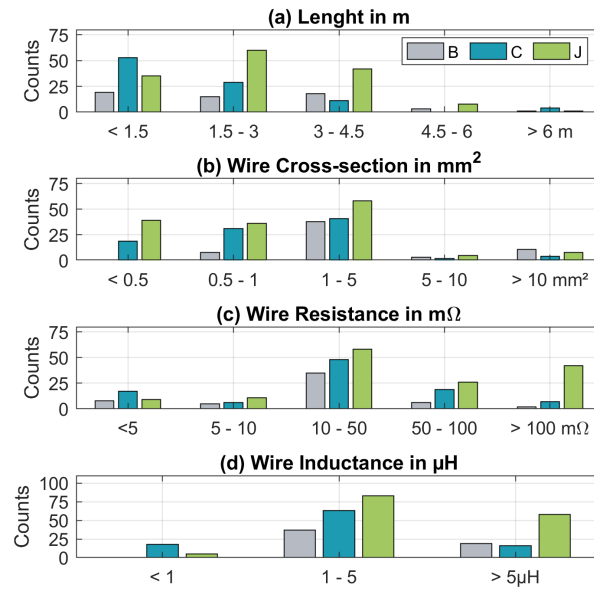 (a) Lenght in m
Counts
75
50
25
0
B C J
< 1.5 1.5 - 3 3 - 4.5 4.5 - 6 > 6 m
(b) Wire Cross-section in mm²
Counts
75
50
25
0
< 0.5 0.5 - 1 1 - 5 5 - 10 > 10 mm²
(c) Wire Resistance in mΩ
Counts
75
50
25
0
<5 5 - 10 10 - 50 50 - 100 > 100 mΩ
(d) Wire Inductance in µH
Counts
100
75
50
25
0
< 1 1 - 5 > 5µH